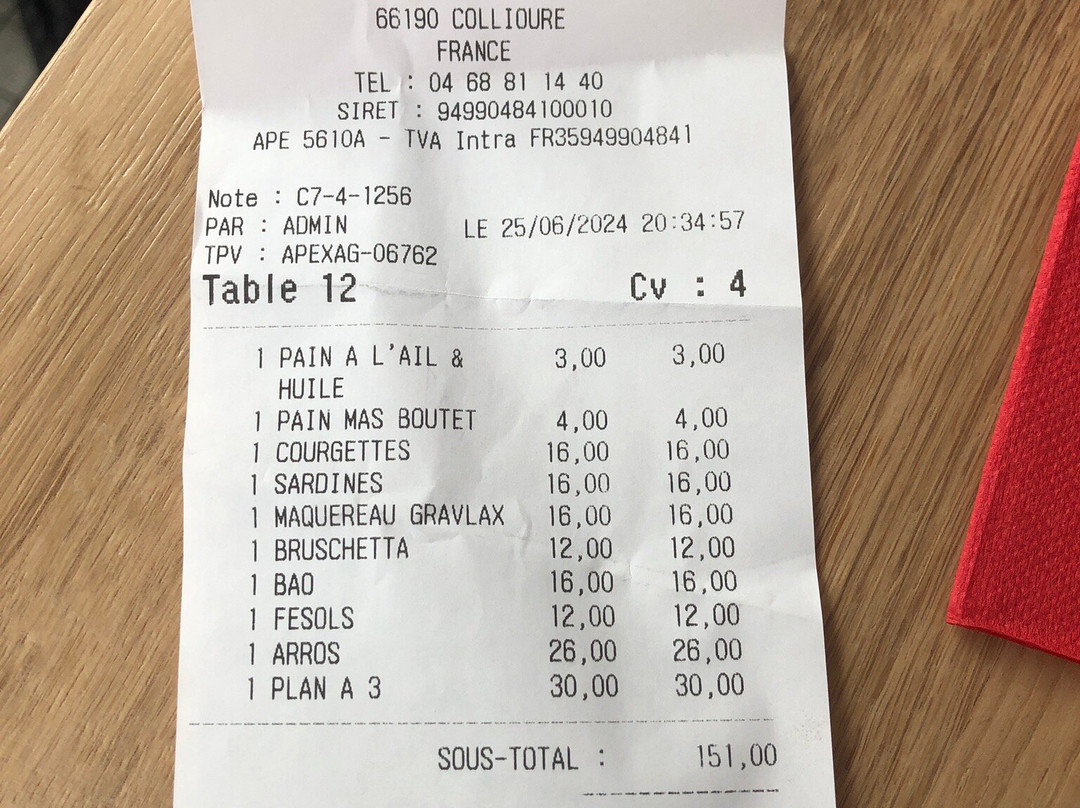 66190 COLLIOURE
FRANCE
TEL : 04 68 81 14 40
SIRET : 94990484100010
APE 5610A - TVA Intra FR35949904841
Note : C7-4-1256
PAR : ADMIN LE 25/06/2024 20:34:57
TPV : APEXAG-06762
Table 12 Cv : 4
1 PAIN A L'AIL & 3,00 3,00
HUILE
1 PAIN MAS BOUTET 4,00 4,00
1 COURGETTES 16,00 16,00
1 SARDINES 16,00 16,00
1 MAQUEREAU GRAVLAX 16,00 16,00
1 BRUSCHETTA 12,00 12,00
1 BAO 16,00 16,00
1 FESOLS 12,00 12,00
1 ARROS 26,00 26,00
1 PLAN A 3 30,00 30,00
SOUS-TOTAL : 151,00